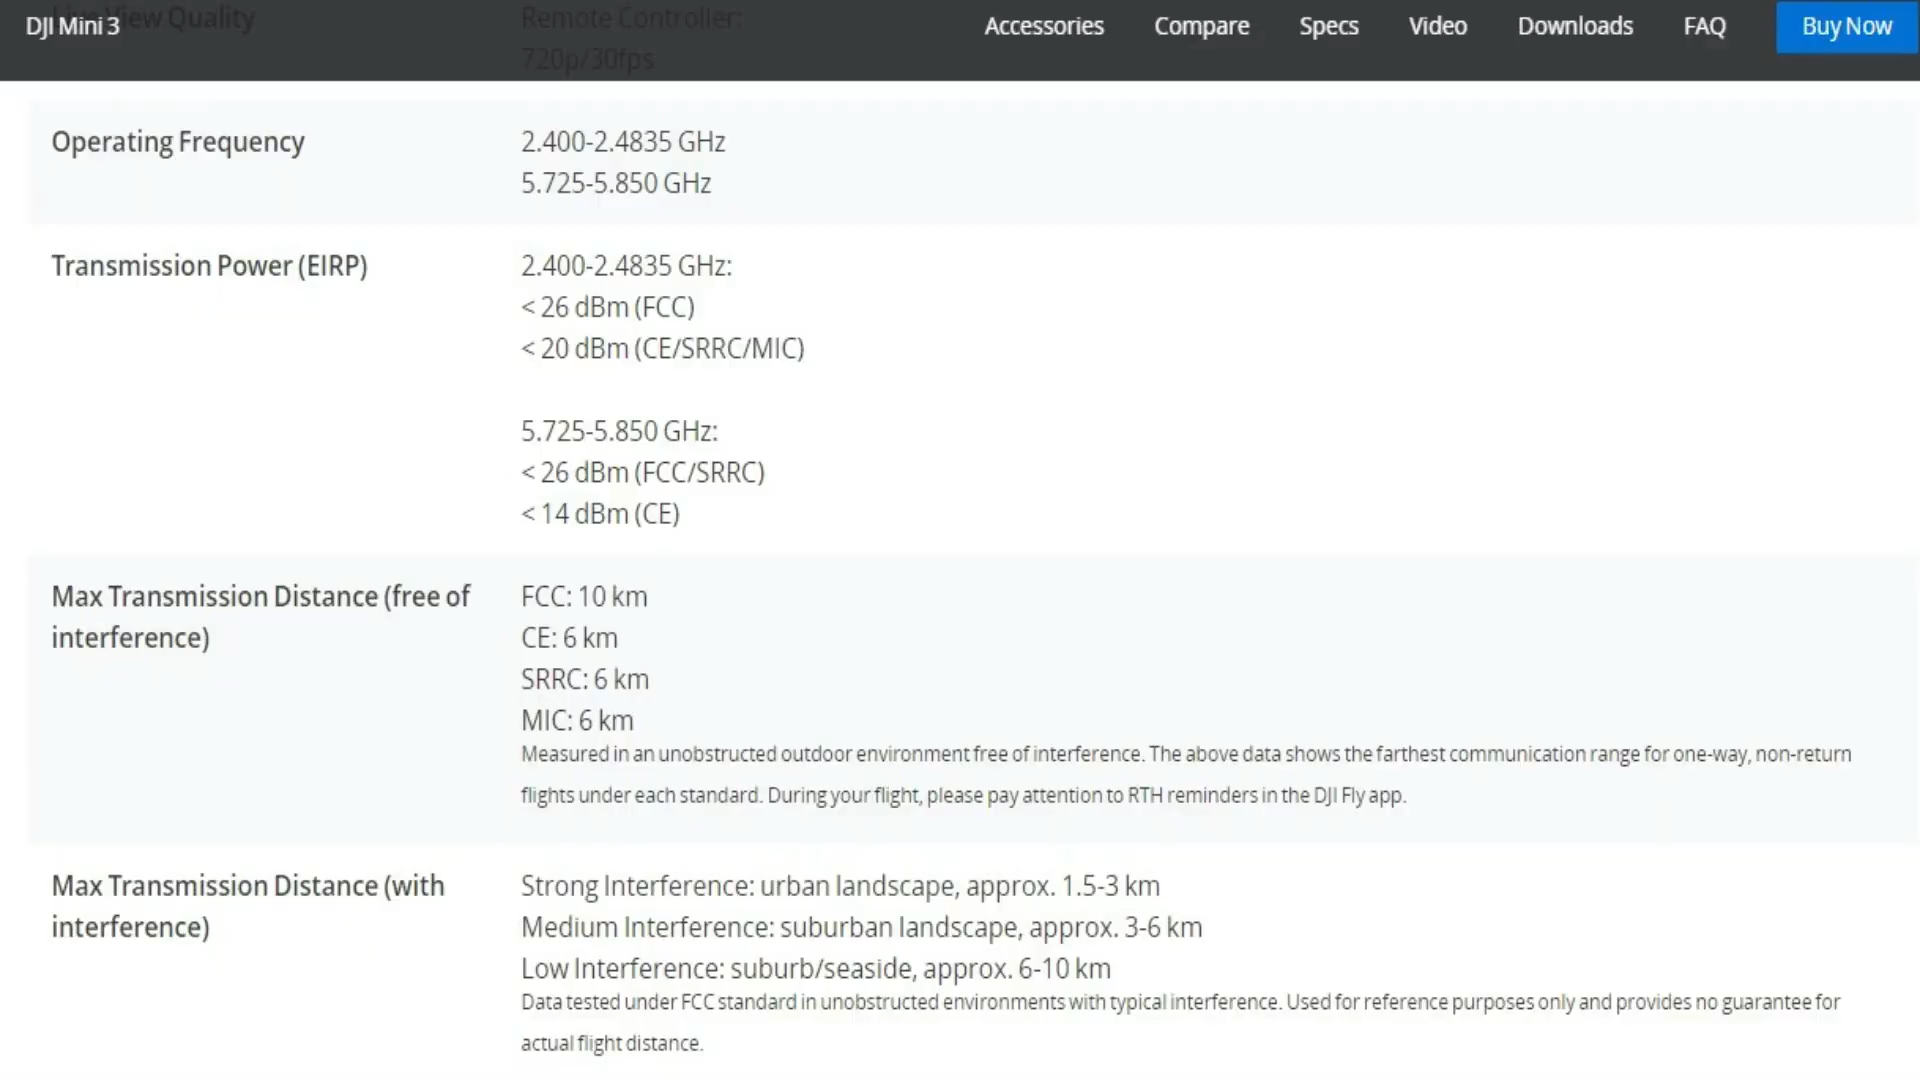 Live View Quality
Remote Controller:
DJI Mini 3
Accessories
Compare
Specs
Video
Downloads
FAQ
Buy Now
720p/30fps
Operating Frequency
2.400-2.4835 GHz
5.725-5.850 GHz
Transmission Power (EIRP)
2.400-2.4835 GHz:
< 26 dBm (FCC)
< 20 dBm (CE/SRRC/MIC)
5.725-5.850 GHz:
< 26 dBm (FCC/SRRC)
< 14 dBm (CE)
Max Transmission Distance (free of
interference)
FCC: 10 km
CE: 6 km
SRRC: 6 km
MIC: 6 km
Measured in an unobstructed outdoor environment free of interference. The above data shows the farthest communication range for one-way, non-return
flights under each standard. During your flight, please pay attention to RTH reminders in the DJI Fly app.
Max Transmission Distance (with
interference)
Strong Interference: urban landscape, approx. 1.5-3 km
Medium Interference: suburban landscape, approx. 3-6 km
Low Interference: suburb/seaside, approx. 6-10 km
Data tested under FCC standard in unobstructed environments with typical interference. Used for reference purposes only and provides no guarantee for
actual flight distance.